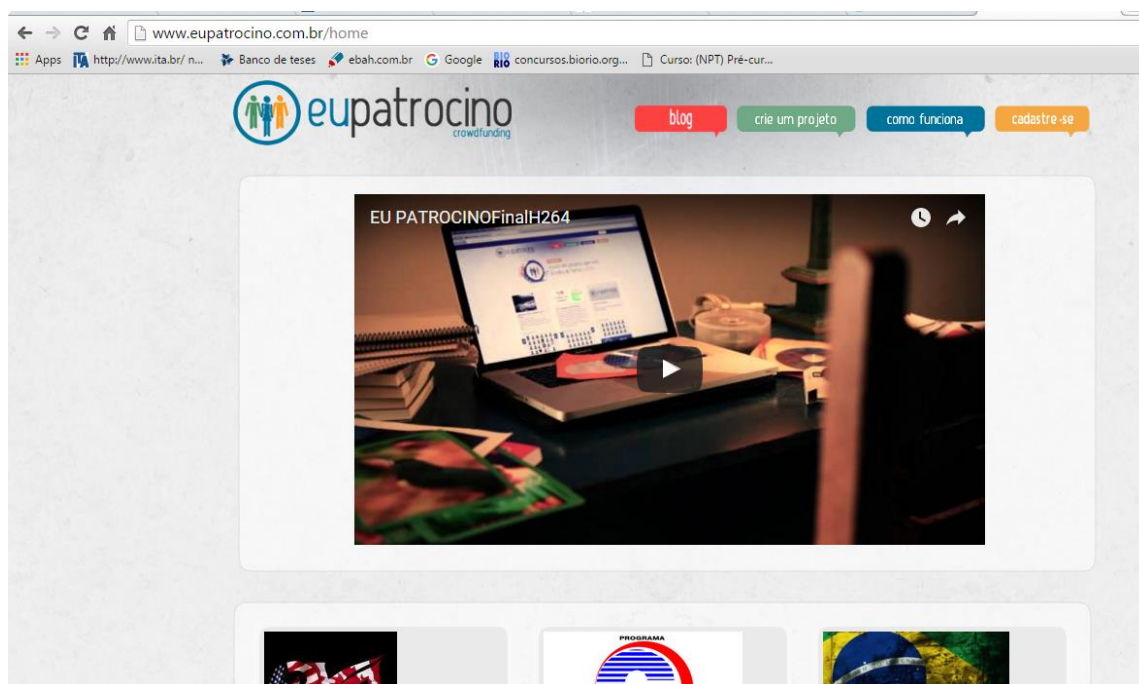 www.eupatrocino.com.br/home
Apps http://www.ita.br/ n... Banco de teses ebah.com.br Google RIO concursos.biorio.org... Curso: (NPT) Pré-cur...
eupatrocino
crowdfunding
blog crie um projeto como funciona cadastre-se
EU PATROCINOFinalH264
PROGRAMA